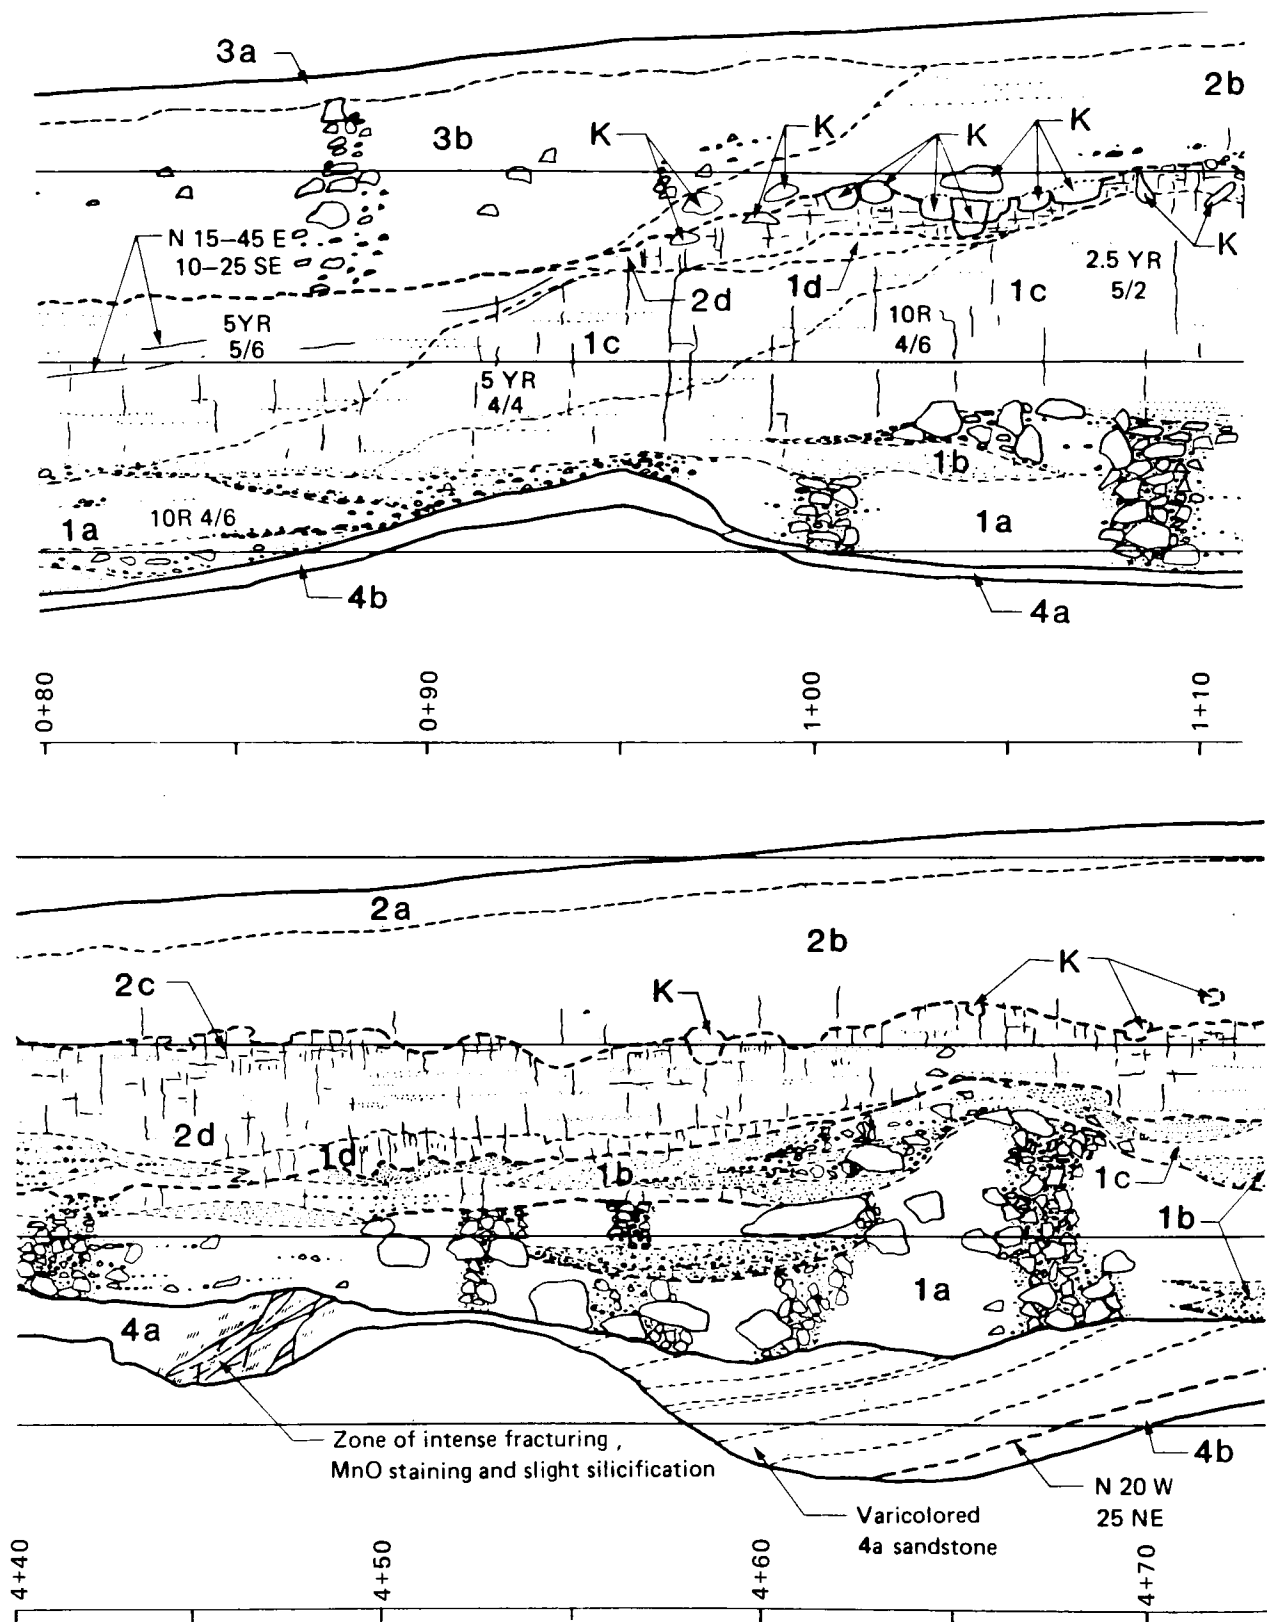 3a
2b
K
K
K
K
3b
N 15–45 E
10–25 SE
K
2.5 YR
5/2
2d
1d
1c
10R
4/6
5YR
5/6
1c
5 YR
4/4
1b
1a
10R 4/6
1a
4b
4a
0+80
0+90
1+00
1+10
2a
2b
2c
K
K
2d
1d
1b
1c
1b
1a
4a
Zone of intense fracturing,
MnO staining and slight silicification
4b
N 20 W
25 NE
Varicolored
4a sandstone
4+40
4+50
4+60
4+70